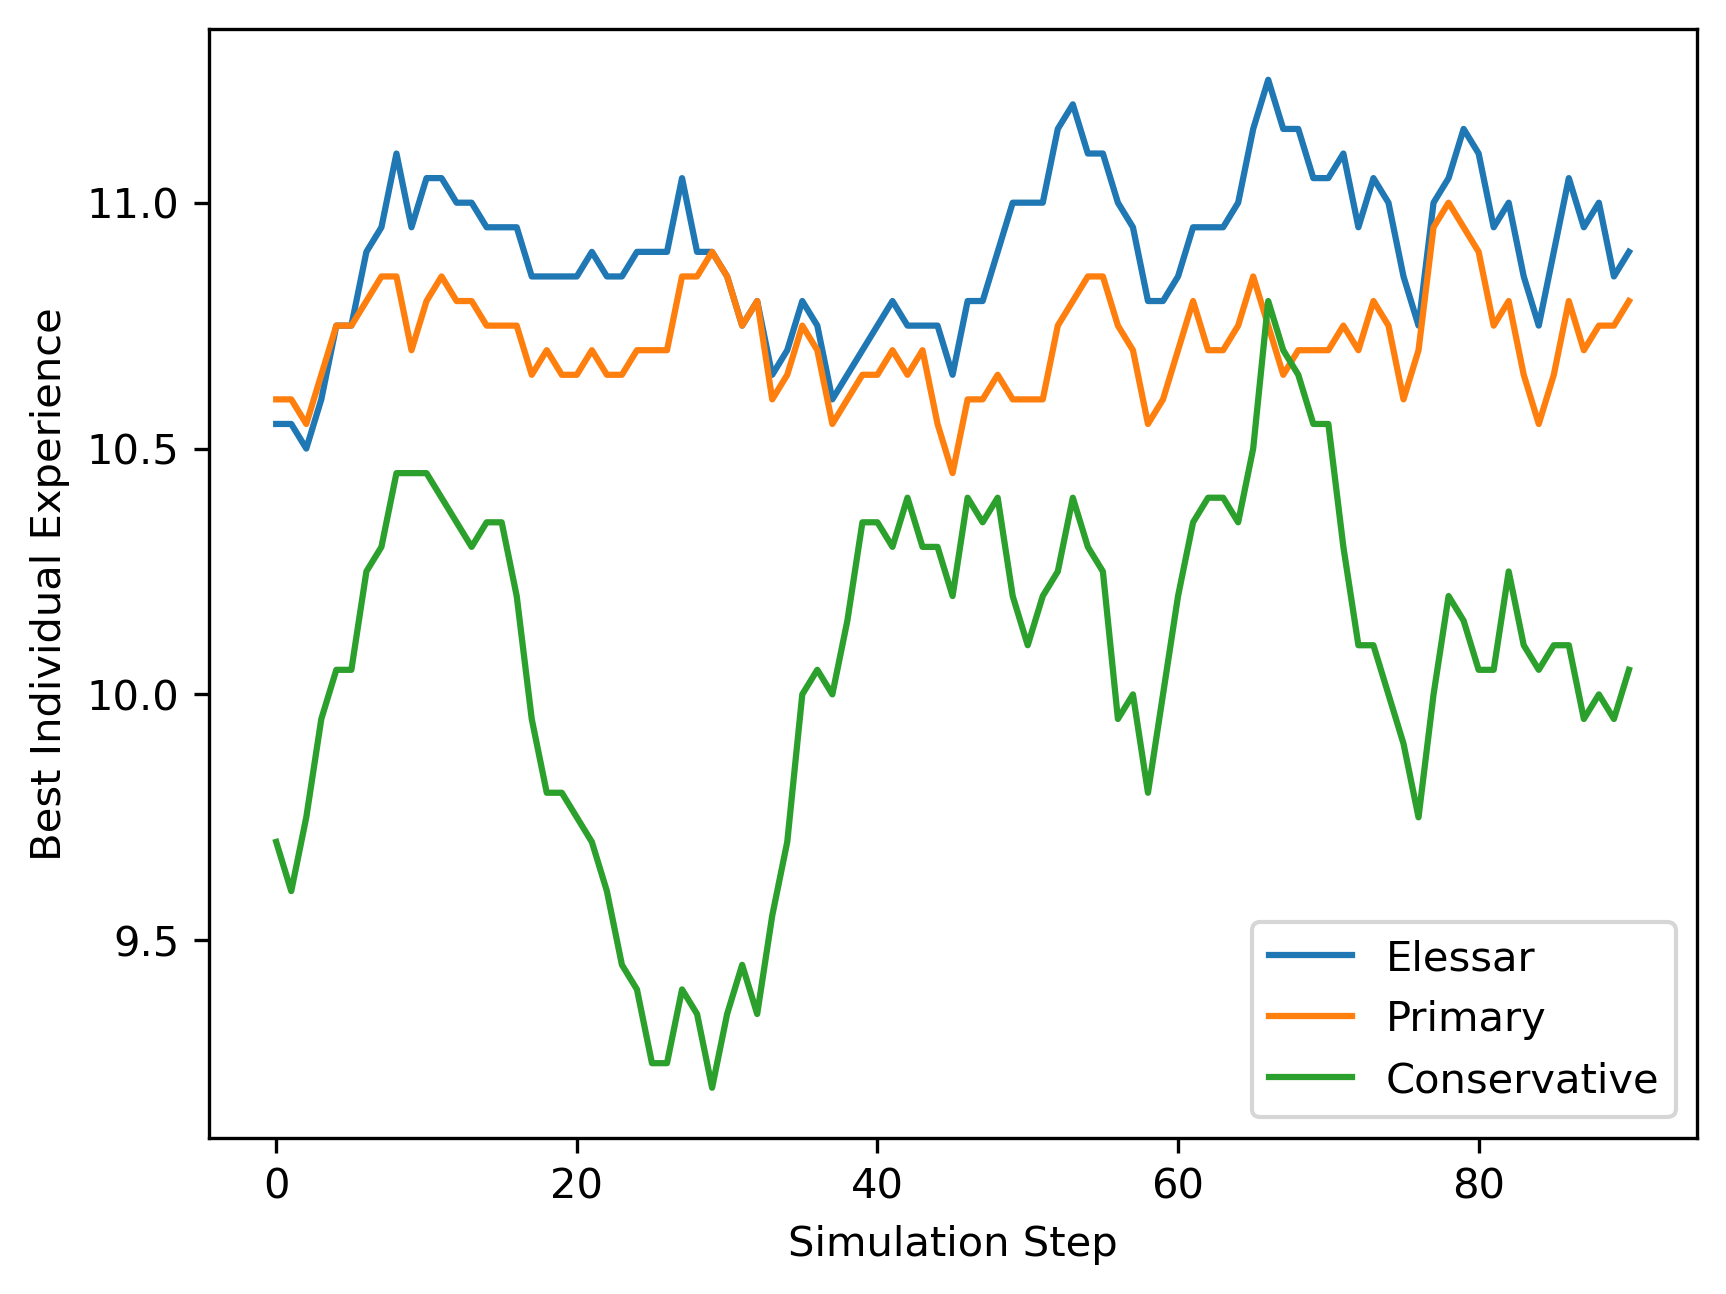 Best Individual Experience
11.0
10.5
10.0
9.5
0 20 40 60 80
Simulation Step
Elessar
Primary
Conservative